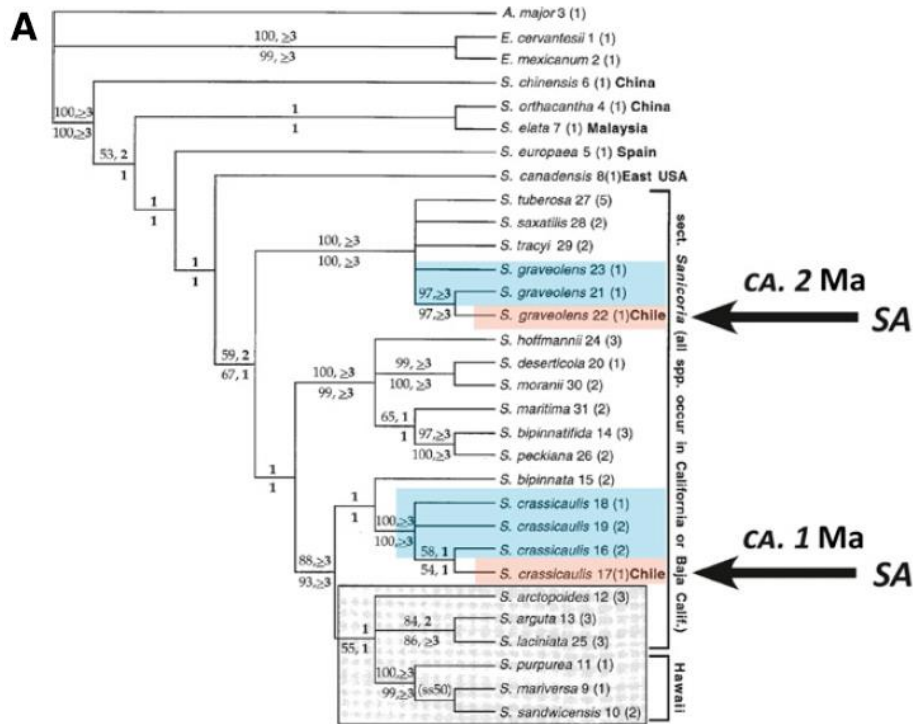 A
A. major 3 (1)
100, ≥3
E. cervantesii 1 (1)
99, ≥3
E. mexicanum 2 (1)
S. chinensis 6 (1) China
100,≥3
100,≥3
1
S. orthacantha 4 (1) China
1
S. elata 7 (1) Malaysia
53, 2
1
S. europaea 5 (1) Spain
S. canadensis 8(1)East USA
1
1
S. tuberosa 27 (5)
S. saxatilis 28 (2)
100, ≥3
S. tracyi 29 (2)
100, ≥3
1
1
S. graveolens 23 (1)
97,≥3
S. graveolens 21 (1)
97,≥3
S. graveolens 22 (1)Chile
ca. 2 Ma
SA
S. hoffmannii 24 (3)
59, 2
67, 1
100, ≥3
99, ≥3
99, ≥3
S. deserticola 20 (1)
100, ≥3
S. moranii 30 (2)
S. maritima 31 (2)
65, 1
1
97,≥3
S. bipinnatifida 14 (3)
100,≥3
S. peckiana 26 (2)
1
1
S. bipinnata 15 (2)
1
1
S. crassicaulis 18 (1)
100,≥3
S. crassicaulis 19 (2)
100,≥3
58, 1
S. crassicaulis 16 (2)
54, 1
S. crassicaulis 17(1)Chile
ca. 1 Ma
SA
88,≥3
93,≥3
S. arctopoides 12 (3)
84, 2
S. arguta 13 (3)
86, ≥3
S. laciniata 25 (3)
1
55, 1
S. purpurea 11 (1)
100,≥3
99,≥3
(ss50)
S. mariversa 9 (1)
S. sandwicensis 10 (2)
sect. Sanicoria (all spp. occur in California or Baja Calif.)
Hawaii